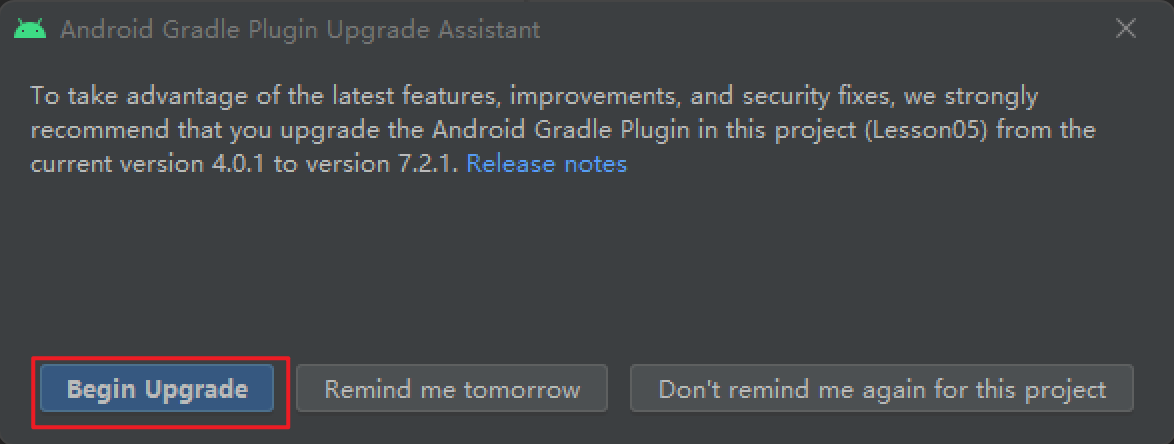 Android Gradle Plugin Upgrade Assistant
To take advantage of the latest features, improvements, and security fixes, we strongly
recommend that you upgrade the Android Gradle Plugin in this project (Lesson05) from the
current version 4.0.1 to version 7.2.1. Release notes
Begin Upgrade Remind me tomorrow Don't remind me again for this project